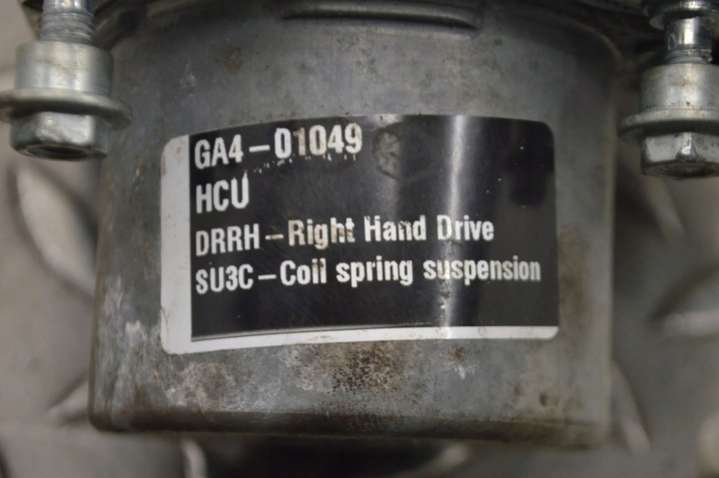 GA4-01049
HCU
DRRH-Right Hand Drive
SU3C-Coil spring suspension